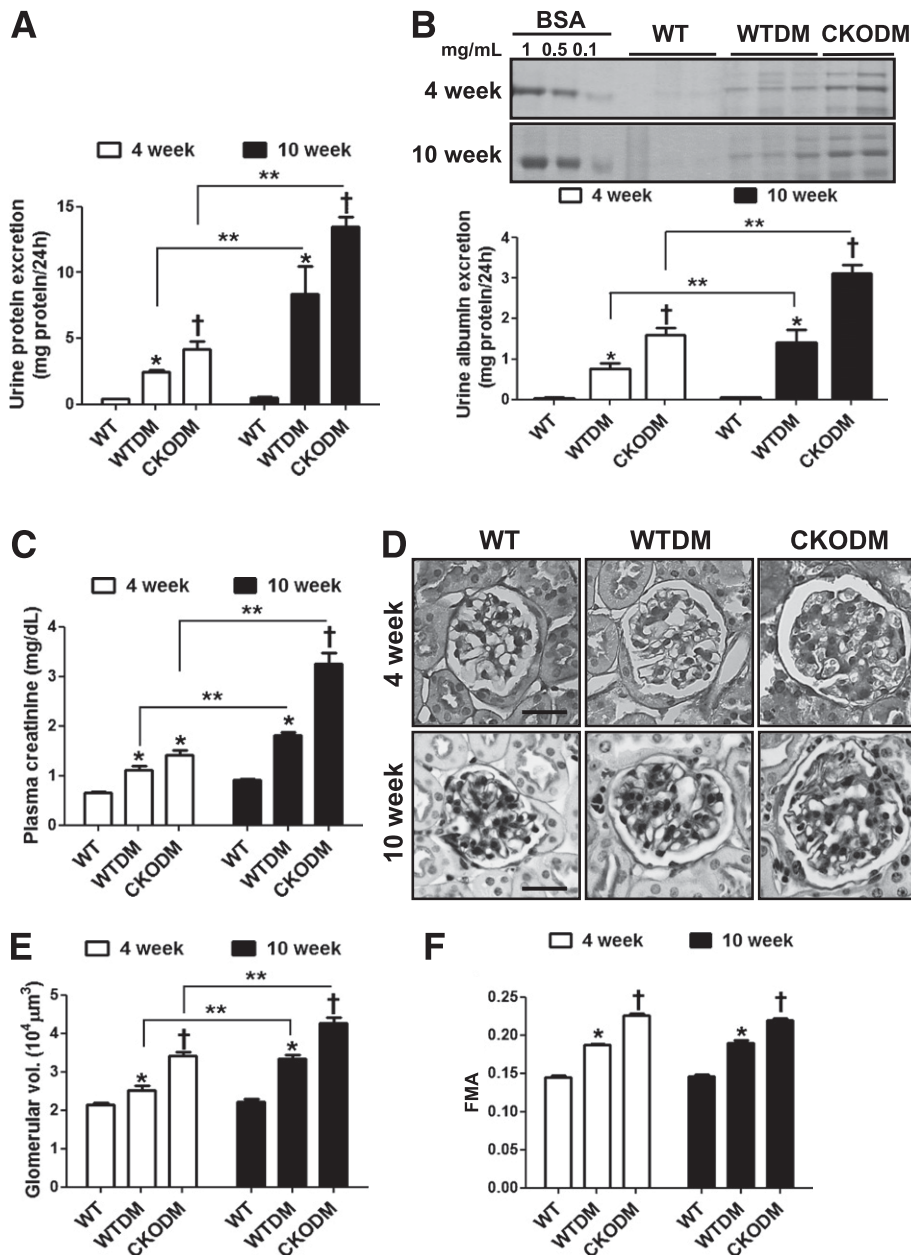 A
4 week
10 week
Urine protein excretion
(mg protein/24h)
15
10
5
0
**
**
*
†
*
†
WT
WTDM
CKODM
WT
WTDM
CKODM
B
BSA
WT
WTDM
CKODM
mg/mL
1 0.5 0.1
4 week
10 week
4 week
10 week
Urine albumin excretion
(mg protein/24h)
4
3
2
1
0
**
**
*
†
*
†
WT
WTDM
CKODM
WT
WTDM
CKODM
C
4 week
10 week
Plasma creatinine (mg/dL)
4
3
2
1
0
**
**
*
*
*
†
WT
WTDM
CKODM
WT
WTDM
CKODM
D
WT
WTDM
CKODM
4 week
10 week
E
4 week
10 week
Glomerular vol. (10⁴μm³)
5
4
3
2
1
0
**
**
*
†
*
†
WT
WTDM
CKODM
WT
WTDM
CKODM
F
4 week
10 week
FMA
0.25
0.20
0.15
0.10
0.05
0.00
*
†
*
†
WT
WTDM
CKODM
WT
WTDM
CKODM